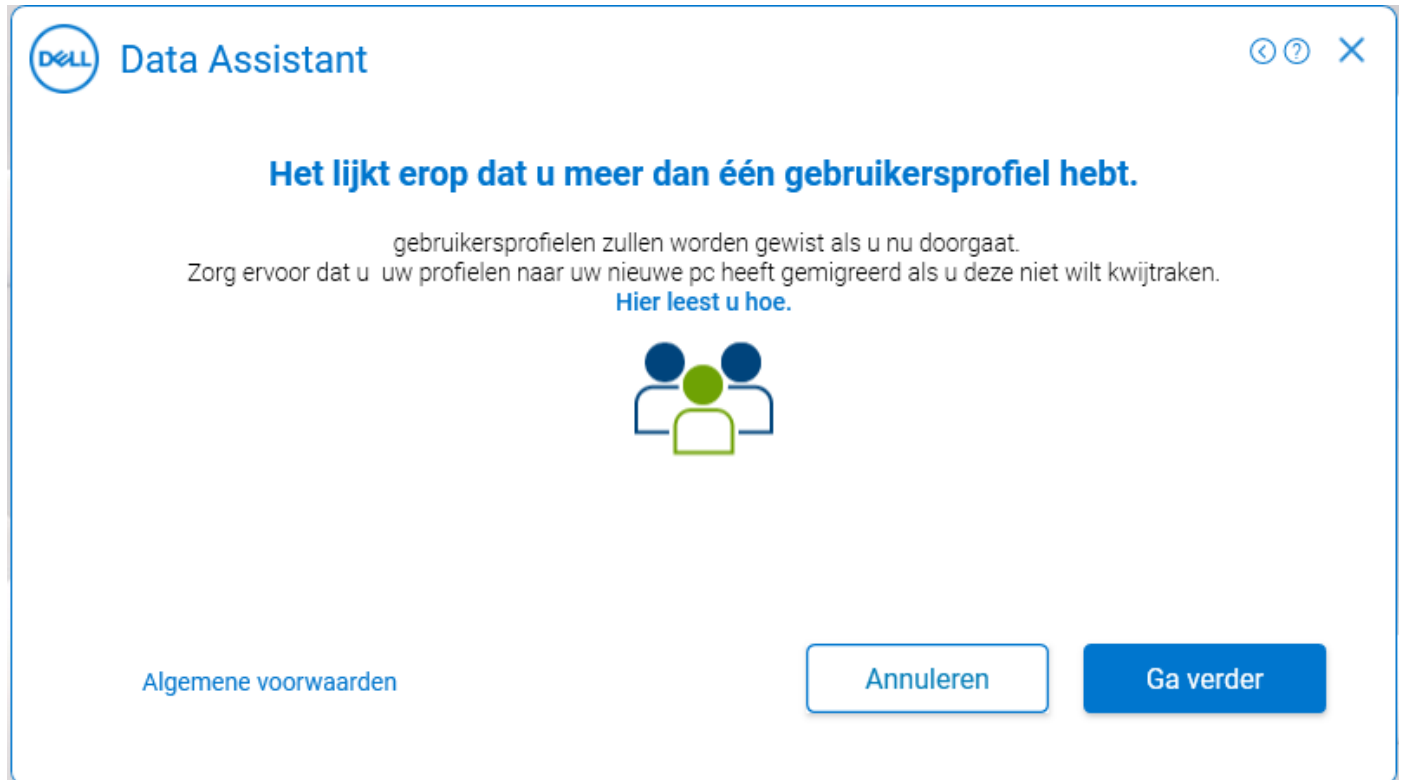 DELL Data Assistant
Het lijkt erop dat u meer dan één gebruikersprofiel hebt.
gebruikersprofielen zullen worden gewist als u nu doorgaat.
Zorg ervoor dat u  uw profielen naar uw nieuwe pc heeft gemigreerd als u deze niet wilt kwijtraken.
Hier leest u hoe.
Algemene voorwaarden
Annuleren
Ga verder